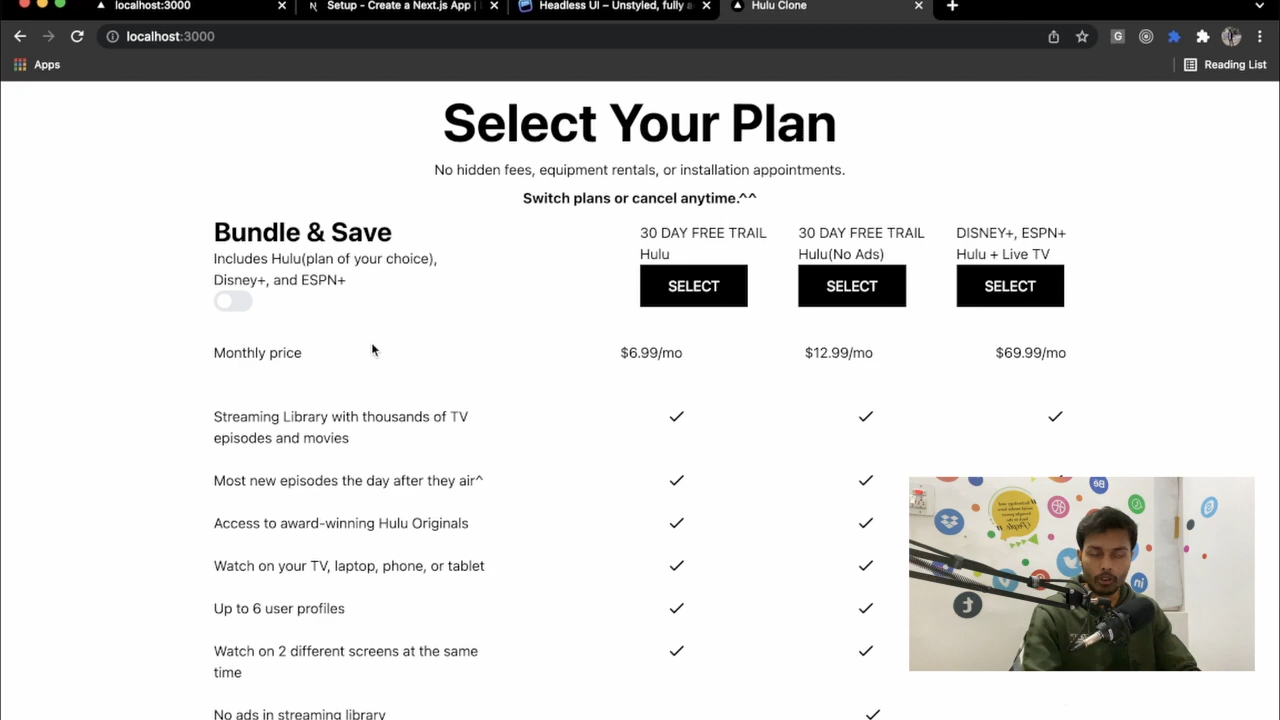 localhost:3000
Setup - Create a Next.js App |
Headless UI – Unstyled, fully a
Hulu Clone
localhost:3000
G
Apps
Reading List
Select Your Plan
No hidden fees, equipment rentals, or installation appointments.
Switch plans or cancel anytime.^^
Bundle & Save
Includes Hulu(plan of your choice),
Disney+, and ESPN+
30 DAY FREE TRAIL
Hulu
SELECT
30 DAY FREE TRAIL
Hulu(No Ads)
SELECT
DISNEY+, ESPN+
Hulu + Live TV
SELECT
Monthly price
$6.99/mo
$12.99/mo
$69.99/mo
Streaming Library with thousands of TV
episodes and movies
Most new episodes the day after they air^
Access to award-winning Hulu Originals
Watch on your TV, laptop, phone, or tablet
Up to 6 user profiles
Watch on 2 different screens at the same
time
No ads in streaming library